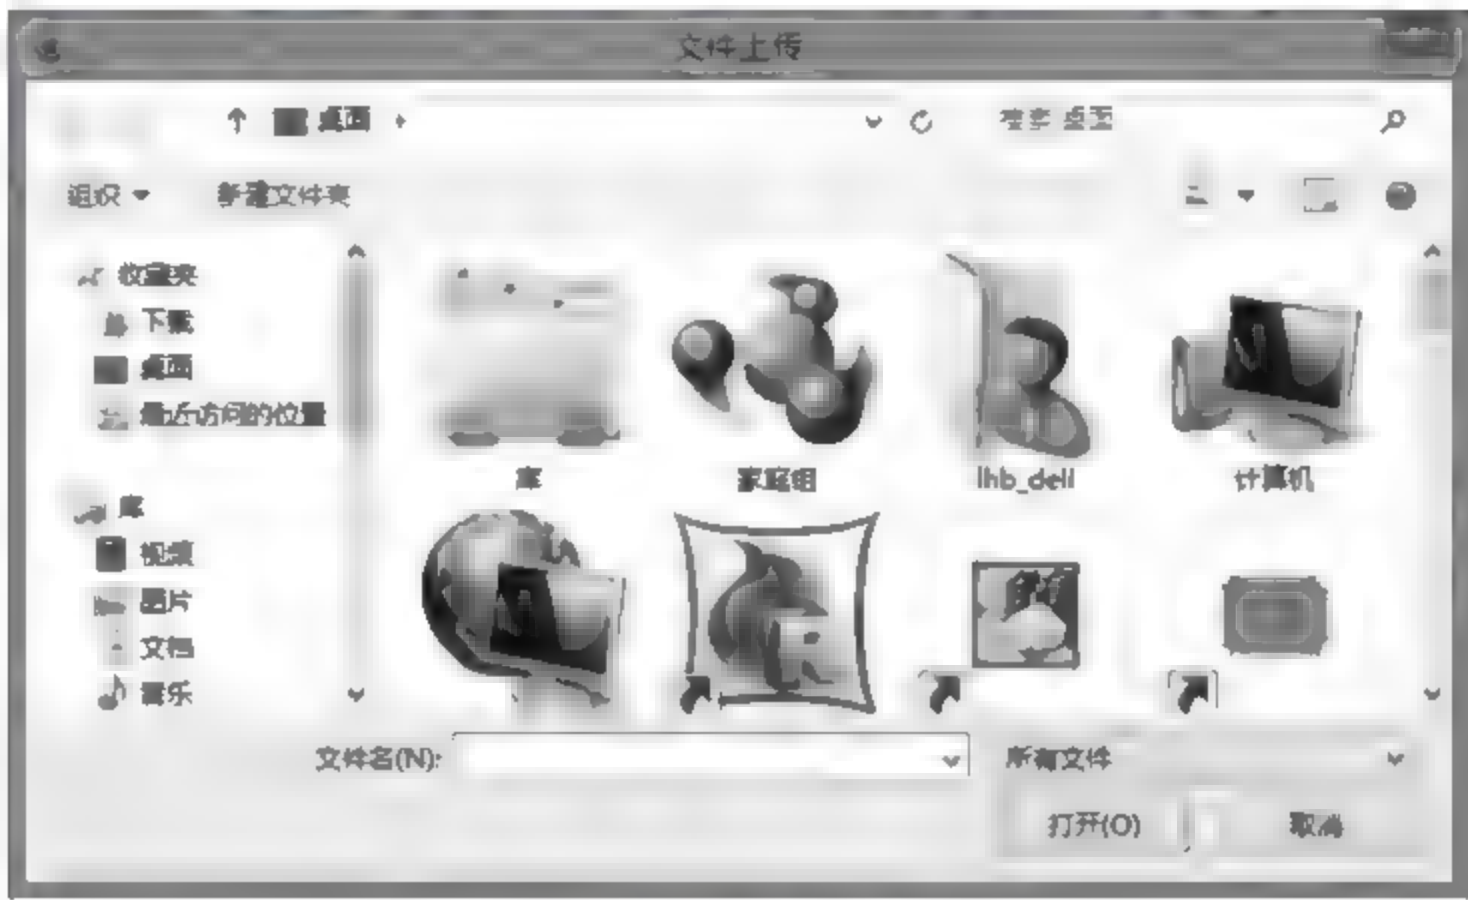 文件上传
桌面
搜索 桌面
组织 新建文件夹
收藏夹
下载
桌面
最近访问的位置
库
视频
图片
文档
音乐
库 家庭组 lhb_dell 计算机
文件名(N): 所有文件
打开(O) 取消